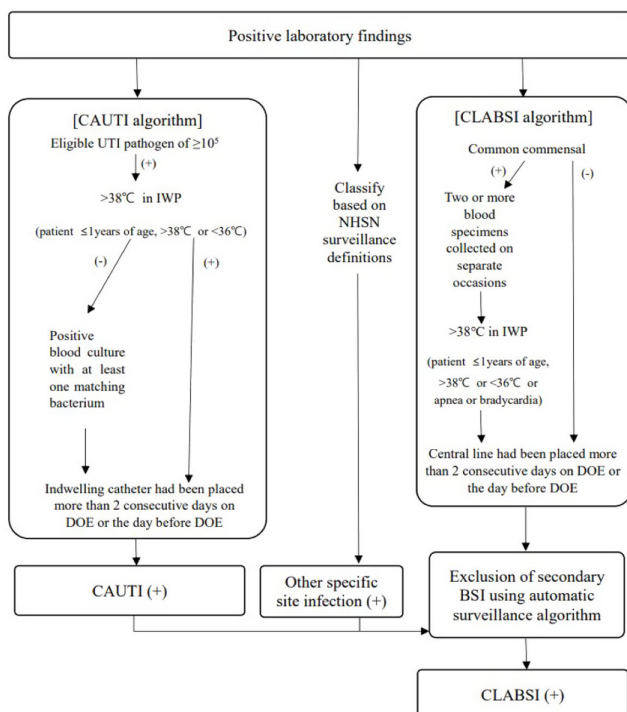 Positive laboratory findings
[CAUTI algorithm]
Eligible UTI pathogen of ≥10⁵
(+)
>38℃ in IWP
(patient ≤1years of age, >38℃ or <36℃)
(-)
(+)
Positive
blood culture
with at least
one matching
bacterium
Indwelling catheter had been placed
more than 2 consecutive days on
DOE or the day before DOE
CAUTI (+)
Classify
based on
NHSN
surveillance
definitions
Other specific
site infection (+)
[CLABSI algorithm]
Common commensal
(+)
(-)
Two or more
blood
specimens
collected on
separate
occasions
>38℃ in IWP
(patient ≤1years of age,
>38℃ or <36℃ or
apnea or bradycardia)
Central line had been placed more
than 2 consecutive days on DOE or
the day before DOE
Exclusion of secondary
BSI using automatic
surveillance algorithm
CLABSI (+)